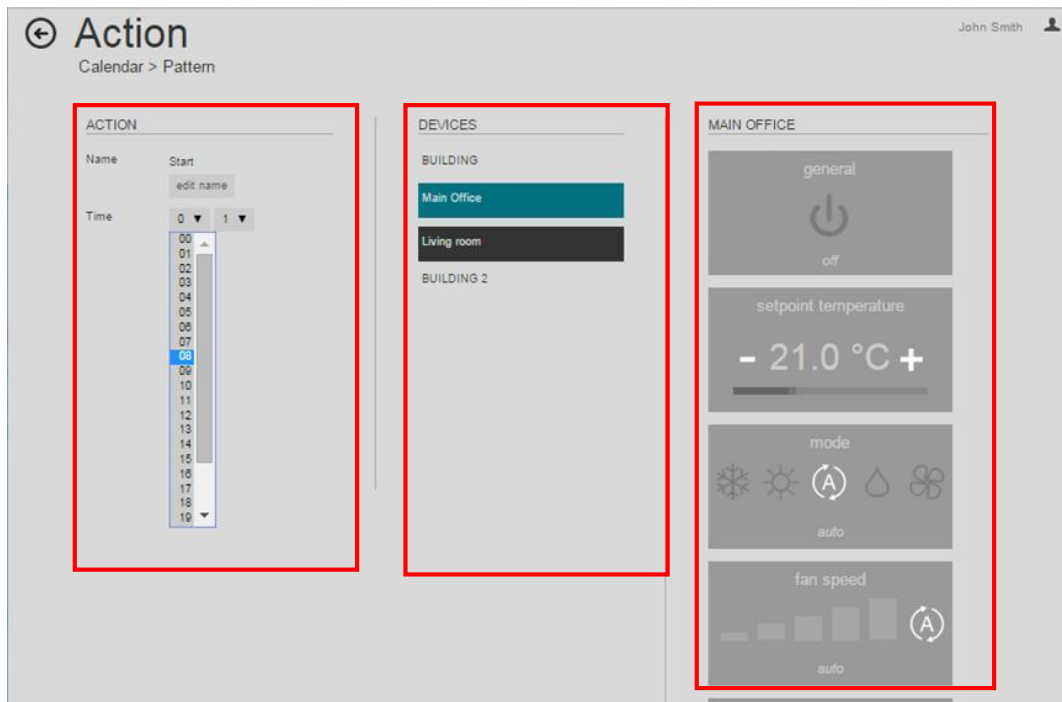 Action
John Smith
Calendar > Pattern
ACTION
Name Start
edit name
Time 0 ▼ 1 ▼
00
01
02
03
04
05
06
07
08
09
10
11
12
13
14
15
16
17
18
19
DEVICES
BUILDING
Main Office
Living room
BUILDING 2
MAIN OFFICE
general
off
setpoint temperature
- 21.0 °C +
mode
A
auto
fan speed
A
auto